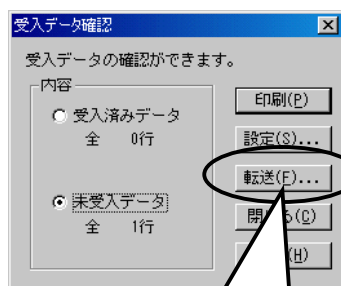 受入データ確認
受入データの確認ができます。
内容
受入済みデータ
全 0行
未受入データ
全 1行
印刷(P)
設定(S)...
転送(F)...
(C)
(H)